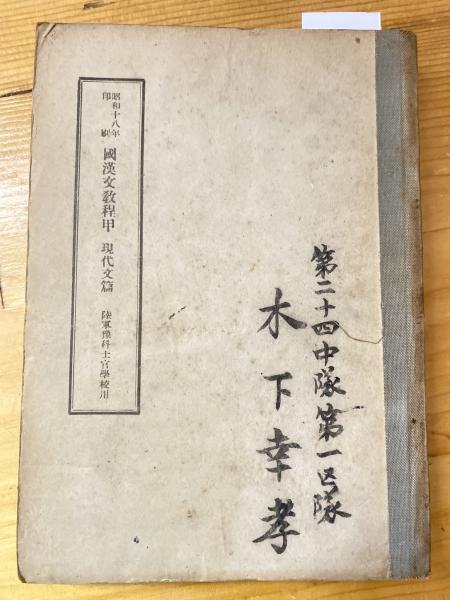 第二十四中隊第一区隊
木下幸孝
昭和十八年
印刷
國漢文教程甲 現代文篇 陸軍豫科士官學校用